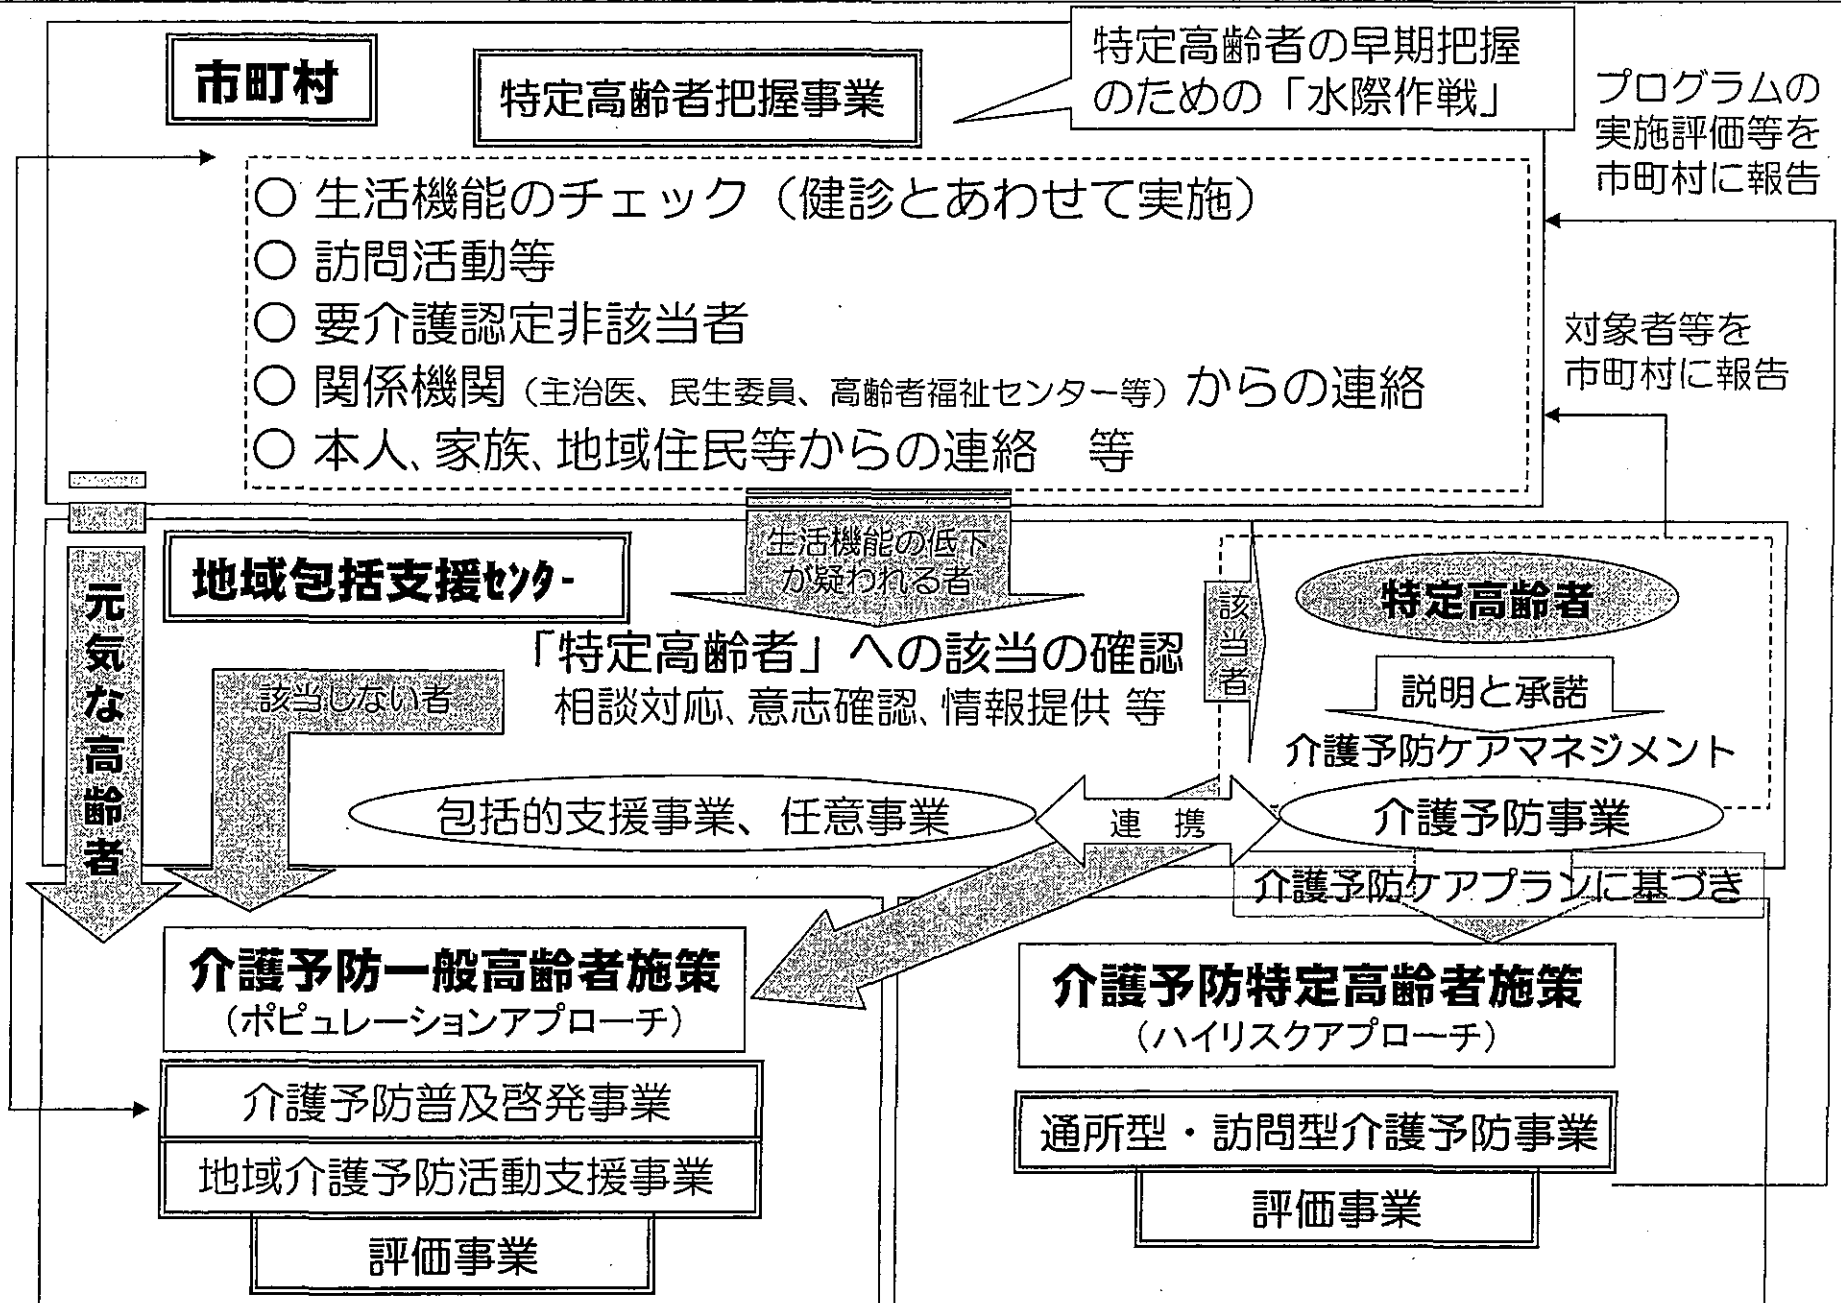 市町村
特定高齢者把握事業
特定高齢者の早期把握
のための「水際作戦」
プログラムの
実施評価等を
市町村に報告
○ 生活機能のチェック（健診とあわせて実施）
○ 訪問活動等
○ 要介護認定非該当者
○ 関係機関（主治医、民生委員、高齢者福祉センター等）からの連絡
○ 本人、家族、地域住民等からの連絡　等
対象者等を
市町村に報告
元気な高齢者
地域包括支援センター
生活機能の低下
が疑われる者
「特定高齢者」への該当の確認
相談対応、意志確認、情報提供 等
該当しない者
該当者
特定高齢者
説明と承諾
介護予防ケアマネジメント
包括的支援事業、任意事業
連　携
介護予防事業
介護予防ケアプランに基づき
介護予防一般高齢者施策
（ポピュレーションアプローチ）
介護予防普及啓発事業
地域介護予防活動支援事業
評価事業
介護予防特定高齢者施策
（ハイリスクアプローチ）
通所型・訪問型介護予防事業
評価事業